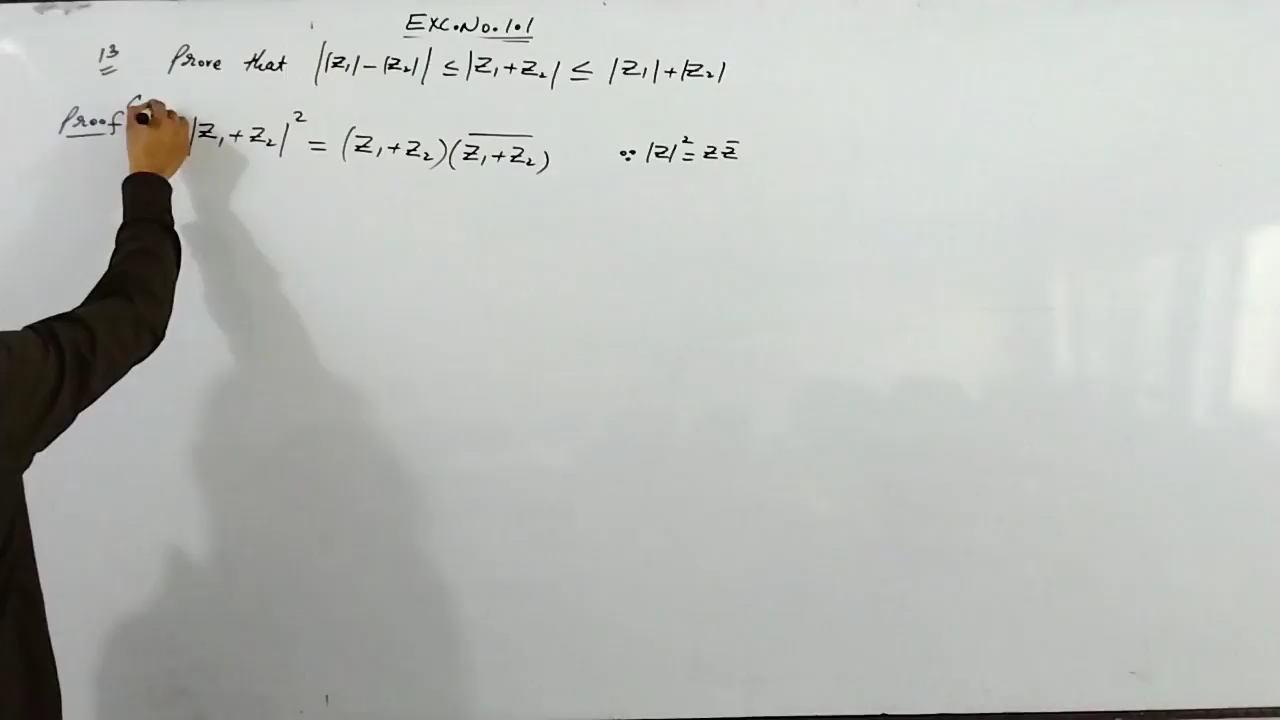 EXC.No.1.1
13 Prove that ||Z₁|-|Z₂|| ≤ |Z₁+Z₂| ≤ |Z₁|+|Z₂|
Proof |Z₁+Z₂|² = (Z₁+Z₂)(\overline{Z₁+Z₂}) ∵ |Z|² = Z Z̄